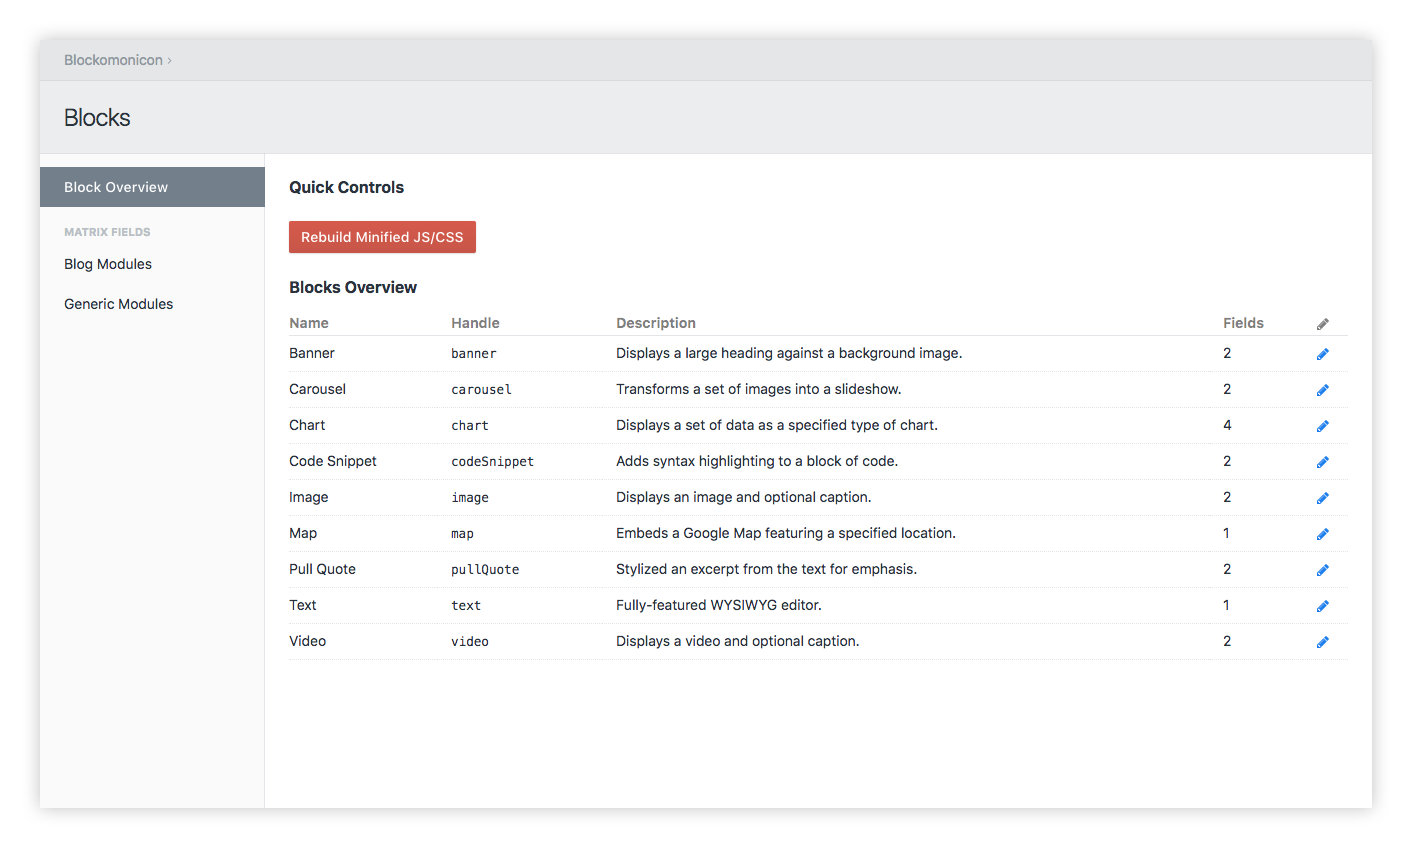 Blockomonicon ›
Blocks
Block Overview
MATRIX FIELDS
Blog Modules
Generic Modules
Quick Controls
Rebuild Minified JS/CSS
Blocks Overview
Name Handle Description Fields
Banner banner Displays a large heading against a background image. 2
Carousel carousel Transforms a set of images into a slideshow. 2
Chart chart Displays a set of data as a specified type of chart. 4
Code Snippet codeSnippet Adds syntax highlighting to a block of code. 2
Image image Displays an image and optional caption. 2
Map map Embeds a Google Map featuring a specified location. 1
Pull Quote pullQuote Stylized an excerpt from the text for emphasis. 2
Text text Fully-featured WYSIWYG editor. 1
Video video Displays a video and optional caption. 2